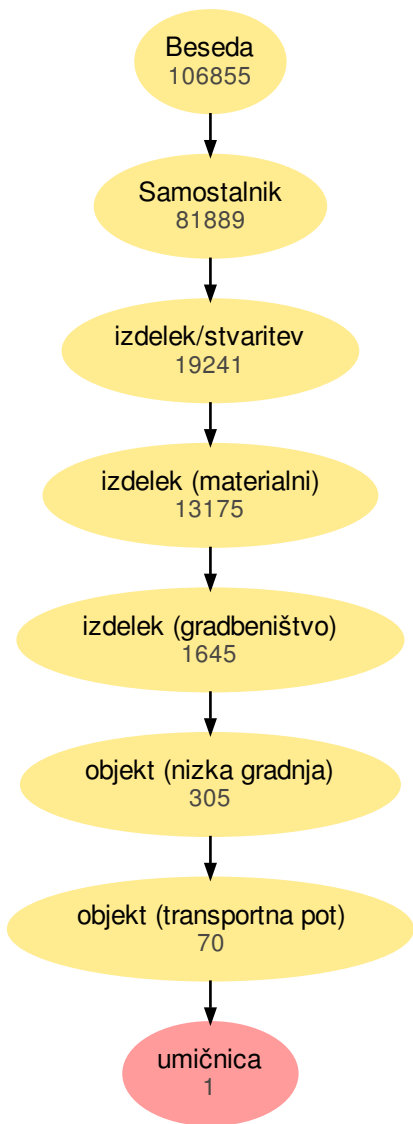 Beseda
106855
Samostalnik
81889
izdelek/stvaritev
19241
izdelek (materialni)
13175
izdelek (gradbeništvo)
1645
objekt (nizka gradnja)
305
objekt (transportna pot)
70
umičnica
1